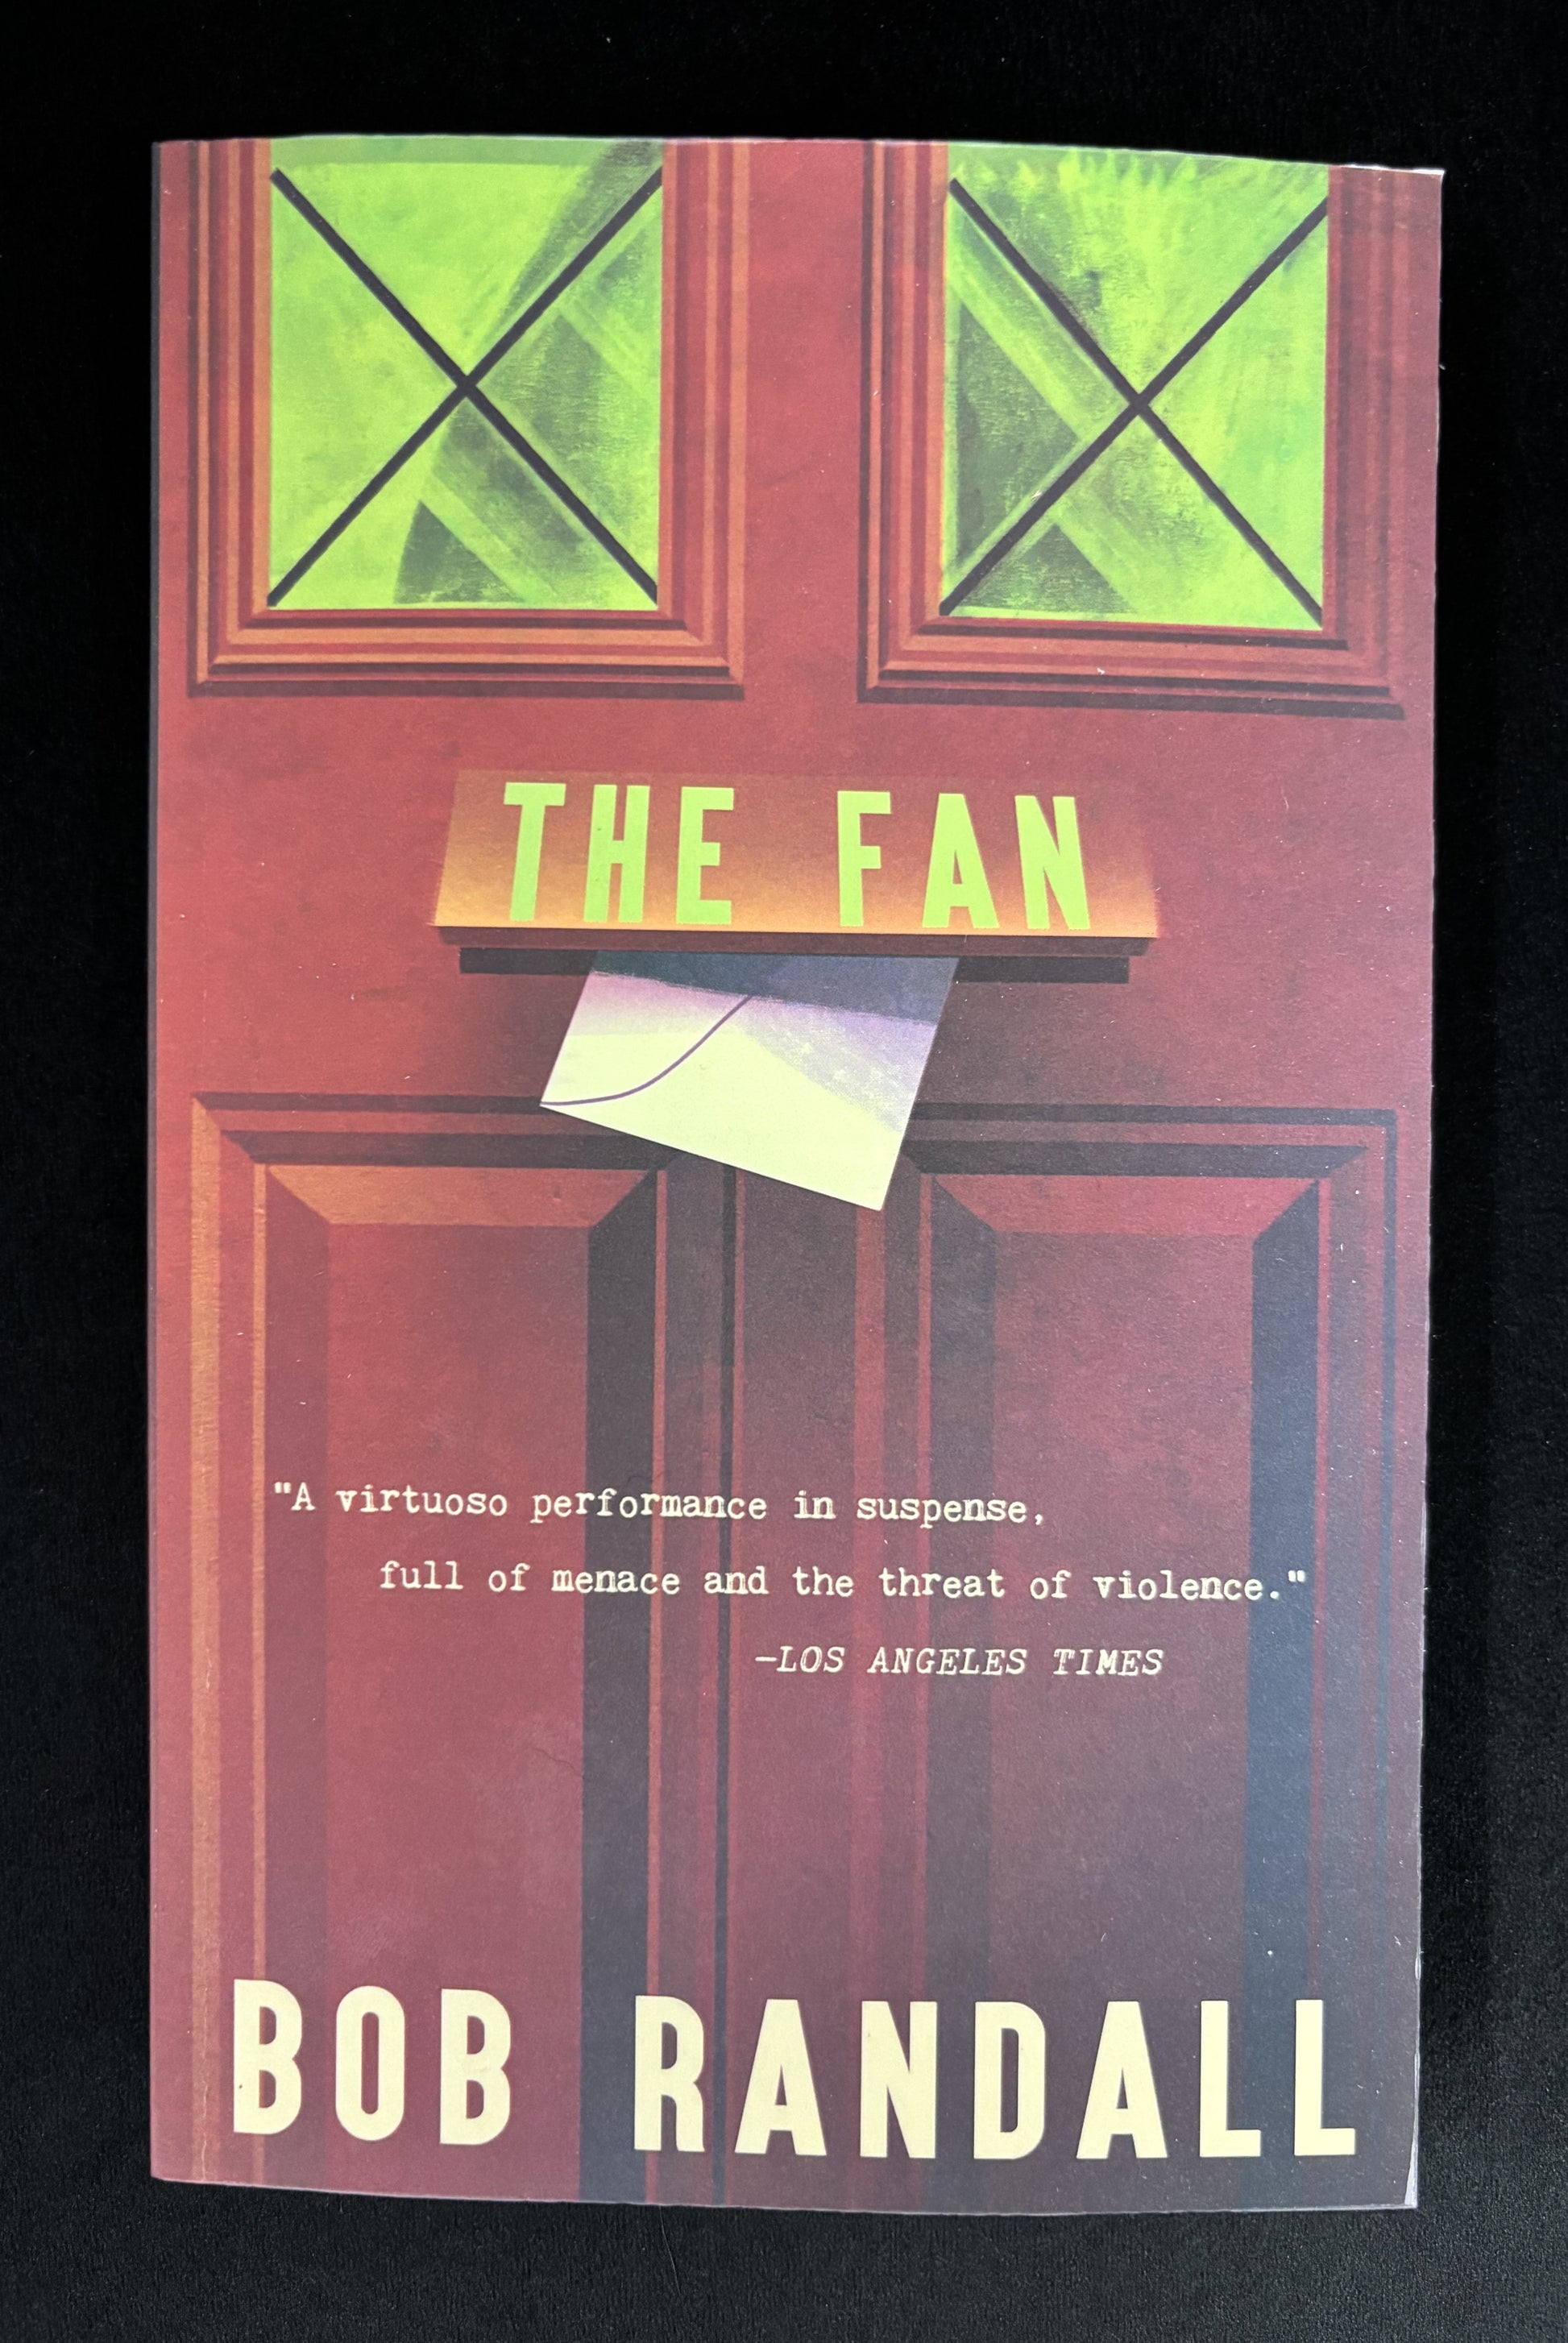 THE FAN
"A virtuoso performance in suspense,
full of menace and the threat of violence."
—LOS ANGELES TIMES
BOB RANDALL